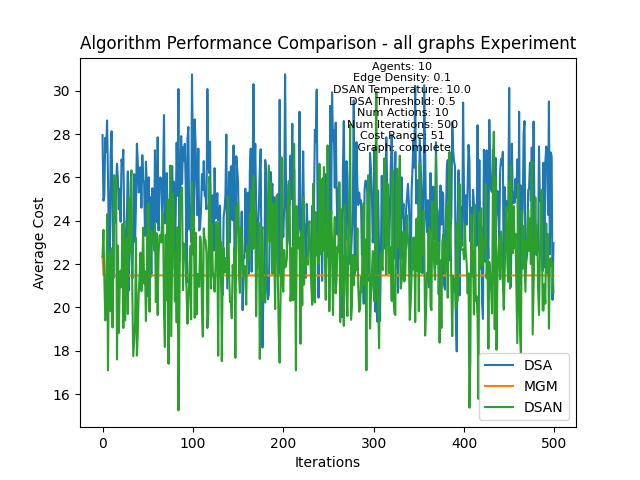 Algorithm Performance Comparison - all graphs Experiment
Agents: 10
Edge Density: 0.1
DSAN Temperature: 10.0
DSA Threshold: 0.5
Num Actions: 10
Num Iterations: 500
Cost Range: 51
Graph: complete
Average Cost
30
28
26
24
22
20
18
16
0
100
200
300
400
500
Iterations
DSA
MGM
DSAN